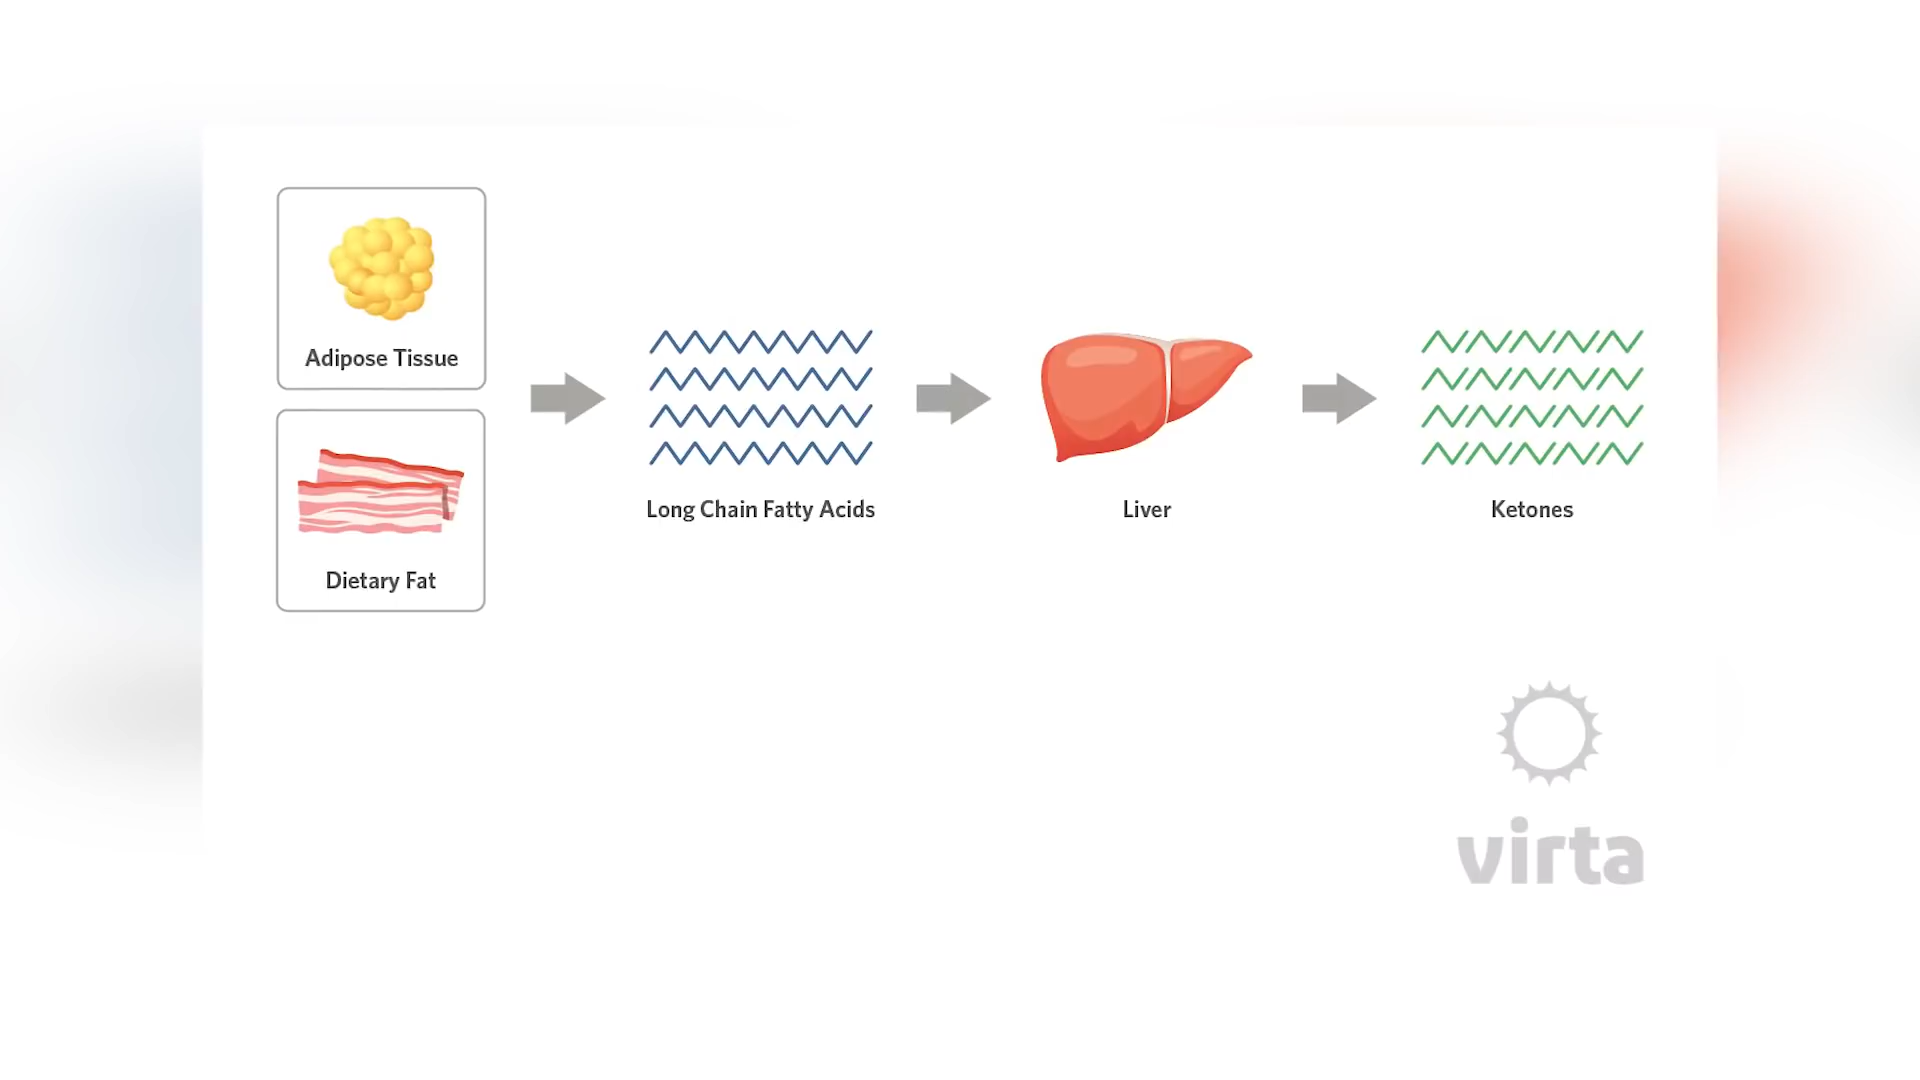 Adipose Tissue
Dietary Fat
Long Chain Fatty Acids
Liver
Ketones
virta